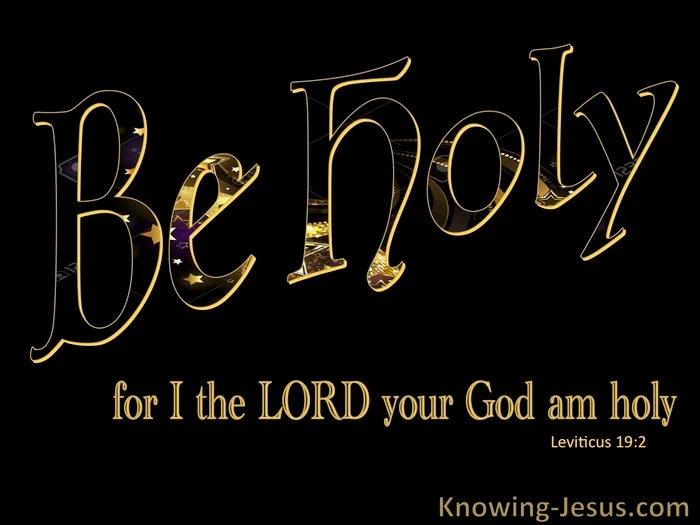 Be Holy
for I the LORD your God am holy
Leviticus 19:2
Knowing-Jesus.com